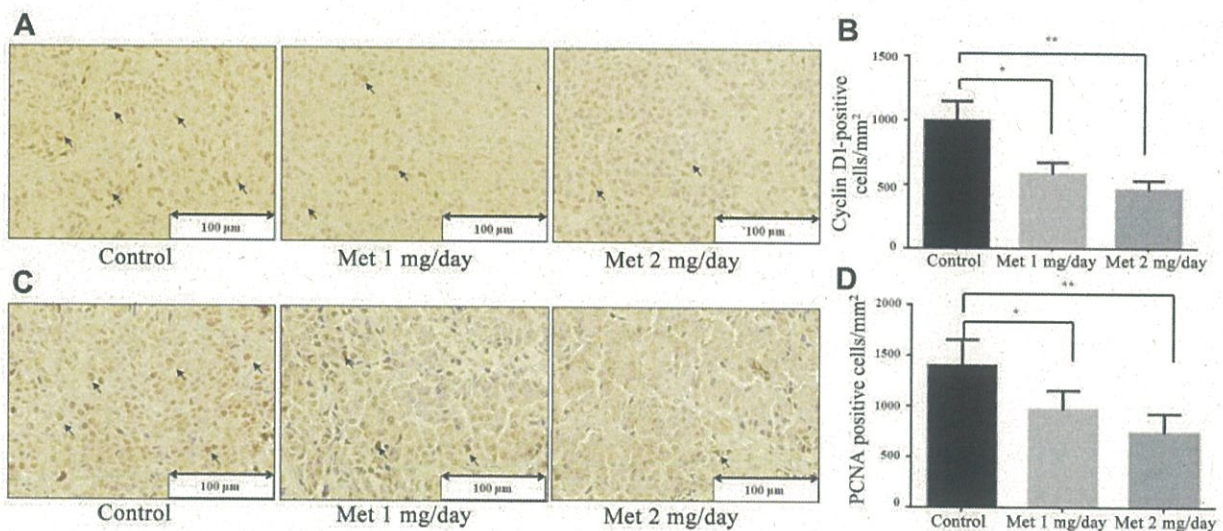 A
100 μm
100 μm
100 μm
Control
Met 1 mg/day
Met 2 mg/day
B
Cyclin D1-positive
cells/mm²
1500
1000
500
0
*
**
Control
Met 1 mg/day
Met 2 mg/day
C
100 μm
100 μm
100 μm
Control
Met 1 mg/day
Met 2 mg/day
D
PCNA positive cells/mm²
2000
1500
1000
500
0
*
**
Control
Met 1 mg/day
Met 2 mg/day